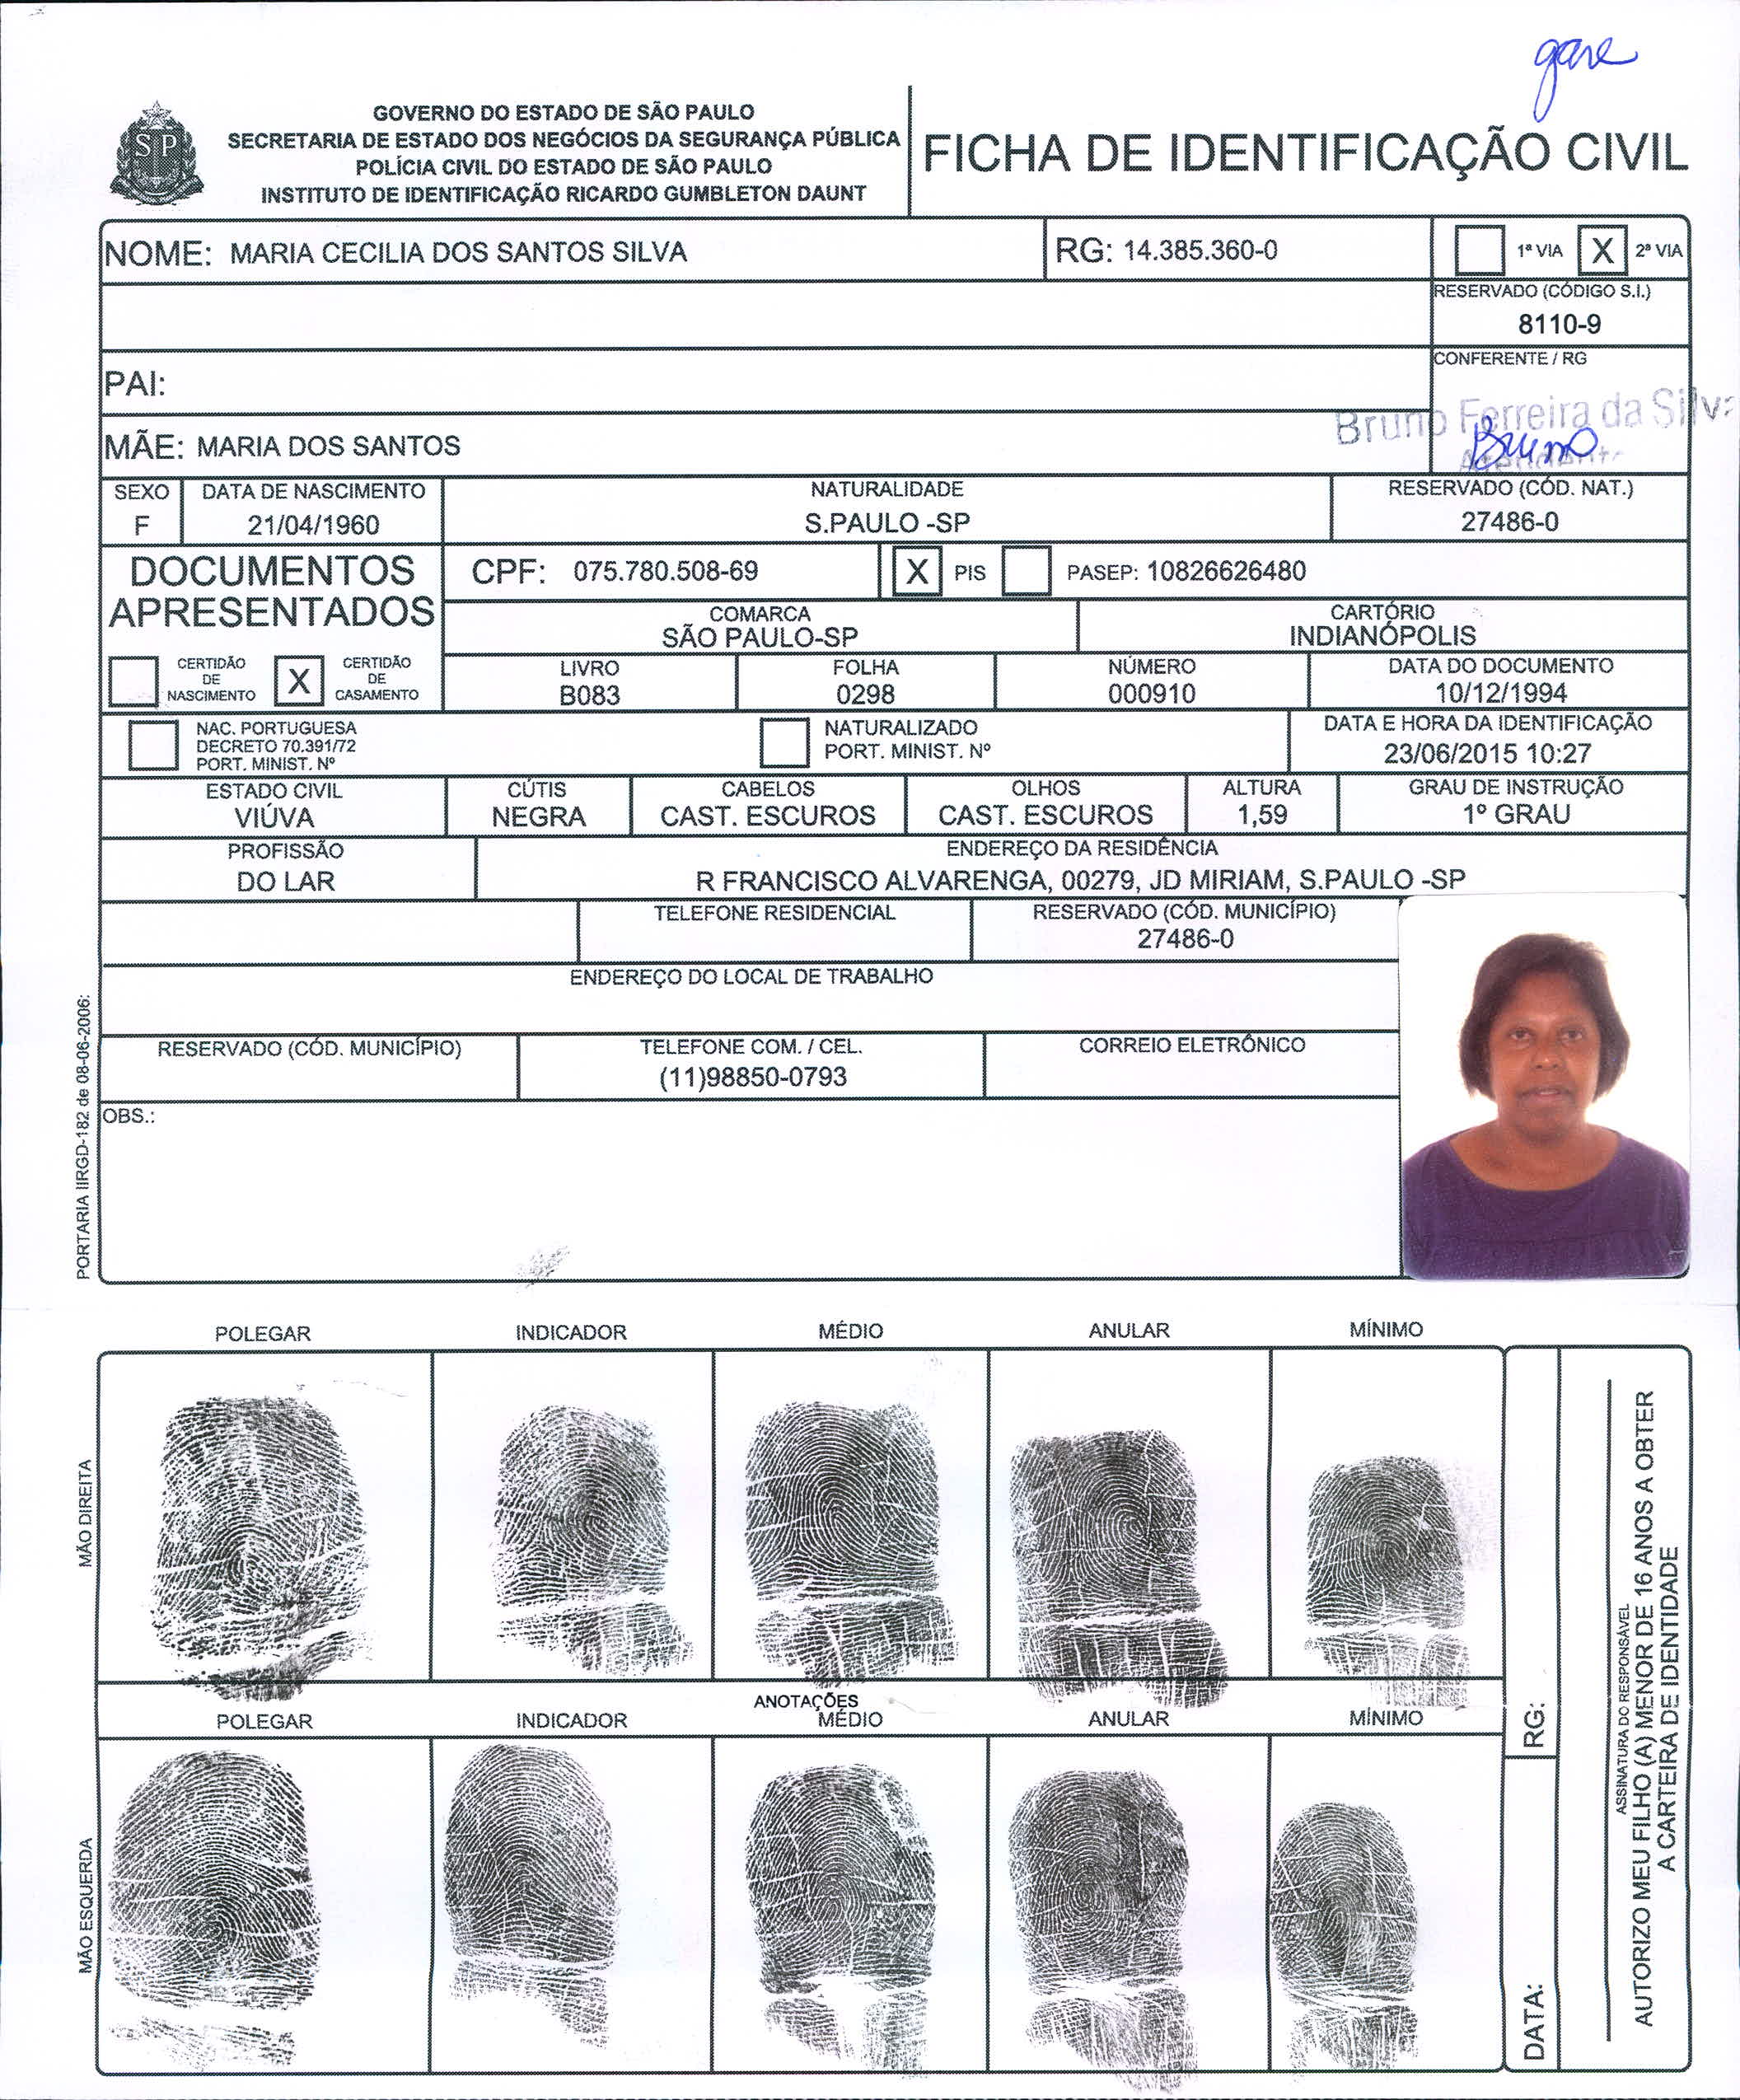 gare
GOVERNO DO ESTADO DE SÃO PAULO
SECRETARIA DE ESTADO DOS NEGÓCIOS DA SEGURANÇA PÚBLICA
POLÍCIA CIVIL DO ESTADO DE SÃO PAULO
INSTITUTO DE IDENTIFICAÇÃO RICARDO GUMBLETON DAUNT
SP
FICHA DE IDENTIFICAÇÃO CIVIL
NOME: MARIA CECILIA DOS SANTOS SILVA
RG: 14.385.360-0
1ª VIA X 2ª VIA
RESERVADO (CÓDIGO S.I.)
8110-9
PAI:
CONFERENTE / RG
Bruno Ferreira da Silva
Bruno
Atendente
MÃE: MARIA DOS SANTOS
SEXO
F
DATA DE NASCIMENTO
21/04/1960
NATURALIDADE
S.PAULO -SP
RESERVADO (CÓD. NAT.)
27486-0
DOCUMENTOS
APRESENTADOS
CPF: 075.780.508-69
X PIS
PASEP: 10826626480
COMARCA
SÃO PAULO-SP
CARTÓRIO
INDIANÓPOLIS
CERTIDÃO
DE
NASCIMENTO
X
CERTIDÃO
DE
CASAMENTO
LIVRO
B083
FOLHA
0298
NÚMERO
000910
DATA DO DOCUMENTO
10/12/1994
NAC. PORTUGUESA
DECRETO 70.391/72
PORT. MINIST. Nº
NATURALIZADO
PORT. MINIST. Nº
DATA E HORA DA IDENTIFICAÇÃO
23/06/2015 10:27
ESTADO CIVIL
VIÚVA
CÚTIS
NEGRA
CABELOS
CAST. ESCUROS
OLHOS
CAST. ESCUROS
ALTURA
1,59
GRAU DE INSTRUÇÃO
1º GRAU
PROFISSÃO
DO LAR
ENDEREÇO DA RESIDÊNCIA
R FRANCISCO ALVARENGA, 00279, JD MIRIAM, S.PAULO -SP
TELEFONE RESIDENCIAL
RESERVADO (CÓD. MUNICÍPIO)
27486-0
ENDEREÇO DO LOCAL DE TRABALHO
RESERVADO (CÓD. MUNICÍPIO)
TELEFONE COM. / CEL.
(11)98850-0793
CORREIO ELETRÔNICO
OBS.:
PORTARIA IIRGD-182 de 08-06-2006:
POLEGAR INDICADOR MÉDIO ANULAR MÍNIMO
MÃO DIREITA
ANOTAÇÕES
POLEGAR INDICADOR MÉDIO ANULAR MÍNIMO
MÃO ESQUERDA
RG:
DATA:
ASSINATURA DO RESPONSÁVEL
AUTORIZO MEU FILHO (A) MENOR DE 16 ANOS A OBTER
A CARTEIRA DE IDENTIDADE